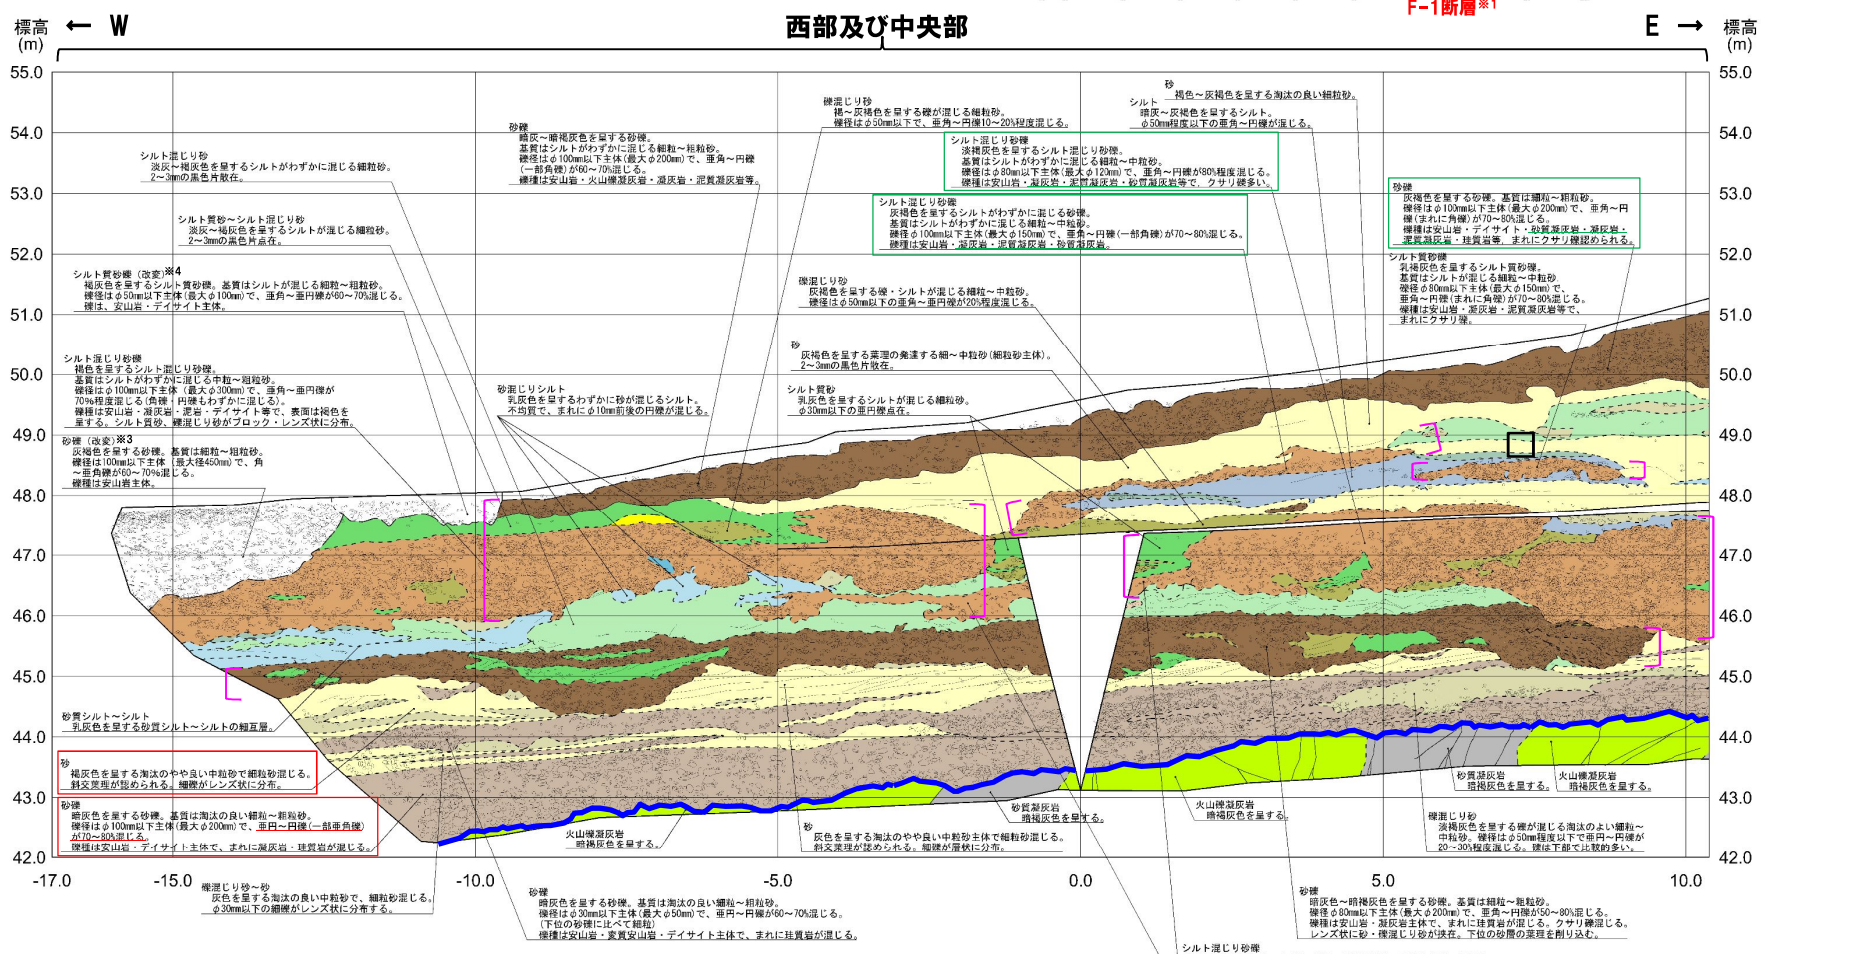 F-1断層※1
標高
(m)
← W
西部及び中央部
E →
標高
(m)
55.0
54.0
53.0
52.0
51.0
50.0
49.0
48.0
47.0
46.0
45.0
44.0
43.0
42.0
55.0
54.0
53.0
52.0
51.0
50.0
49.0
48.0
47.0
46.0
45.0
44.0
43.0
42.0
-17.0
-15.0
-10.0
-5.0
0.0
5.0
10.0
シルト混じり砂
淡灰~褐灰色を呈するシルトがわずかに混じる細粒砂。
2~3mmの黒色片散在。
シルト質砂~シルト混じり砂
淡灰~褐灰色を呈するシルトが混じる細粒砂。
2~3mmの黒色片点在。
シルト質砂礫(改変)※4
褐灰色を呈するシルト質砂礫。基質はシルトが混じる細粒~粗粒砂。
礫径はφ50mm以下主体(最大φ100mm)で、亜角~亜円礫が60~70%混じる。
礫は、安山岩・デイサイト主体。
シルト混じり砂礫
褐色を呈するシルト混じり砂礫。
基質はシルトがわずかに混じる中粒~粗粒砂。
礫径はφ100mm以下主体(最大φ300mm)で、亜角~亜円礫が
70%程度混じる(角礫・円礫もわずかに混じる)。
礫種は安山岩・凝灰岩・泥岩・デイサイト等で、表面は褐色を
呈する。シルト質砂、礫混じり砂がブロック・レンズ状に分布。
砂礫(改変)※3
灰褐色を呈する砂礫。基質は細粒~粗粒砂。
礫径は100mm以下主体(最大径450mm)で、角
~亜角礫が60~70%混じる。
礫種は安山岩主体。
砂礫
暗灰~暗褐灰色を呈する砂礫。
基質はシルトがわずかに混じる細粒~粗粒砂。
礫径はφ100mm以下主体(最大φ200mm)で、亜角~円礫
(一部角礫)が60~70%混じる。
礫種は安山岩・火山礫凝灰岩・凝灰岩・泥質凝灰岩等。
礫混じり砂
褐~灰褐色を呈する礫が混じる細粒砂。
礫径はφ50mm以下で、亜角~円礫10~20%程度混じる。
シルト混じり砂礫
淡褐灰色を呈するシルト混じり砂礫。
基質はシルトがわずかに混じる細粒~中粒砂。
礫径はφ80mm以下主体(最大φ120mm)で、亜角~円礫が80%程度混じる。
礫種は安山岩・凝灰岩・泥質凝灰岩・砂質凝灰岩等で、クサリ礫多い。
シルト混じり砂礫
灰褐色を呈するシルトがわずかに混じる砂礫。
基質はシルトがわずかに混じる細粒~中粒砂。
礫径φ100mm以下主体(最大φ150mm)で、亜角~円礫(一部角礫)が70~80%混じる。
礫種は安山岩・凝灰岩・泥質凝灰岩・砂質凝灰岩。
砂
褐色~灰褐色を呈する淘汰の良い細粒砂。
シルト
暗灰~灰褐色を呈するシルト。
φ50mm程度以下の亜角~円礫が混じる。
砂礫
灰褐色を呈する砂礫。基質は細粒~粗粒砂。
礫径はφ100mm以下主体(最大φ200mm)で、亜角~円
礫(まれに角礫)が70~80%混じる。
礫種は安山岩・デイサイト・砂質凝灰岩・凝灰岩・
泥質凝灰岩・珪質岩等、まれにクサリ礫認められる。
シルト質砂礫
乳褐灰色を呈するシルト質砂礫。
基質はシルトが混じる細粒~中粒砂。
礫径φ80mm以下主体(最大φ150mm)で、
亜角~円礫(まれに角礫)が70~80%混じる。
礫種は安山岩・凝灰岩・泥質凝灰岩等で、
まれにクサリ礫。
礫混じり砂
灰褐色を呈する礫・シルトが混じる細粒~中粒砂。
礫径はφ50mm以下の亜角~亜円礫が20%程度混じる。
砂
灰褐色を呈する葉理の発達する細~中粒砂(細粒砂主体)。
2~3mmの黒色片散在。
シルト質砂
乳灰色を呈するシルトが混じる細粒砂。
φ30mm以下の亜円礫点在。
砂混じりシルト
乳灰色を呈するわずかに砂が混じるシルト。
不均質で、まれにφ10mm前後の円礫が混じる。
砂質シルト~シルト
乳灰色を呈する砂質シルト~シルトの細互層。
砂
褐灰色を呈する淘汰のやや良い中粒砂で細粒砂混じる。
斜交葉理が認められる。細礫がレンズ状に分布。
砂礫
暗灰色を呈する砂礫。基質は淘汰の良い細粒~粗粒砂。
礫径はφ100mm以下主体(最大φ200mm)で、亜円~円礫(一部亜角礫)
が70~80%混じる。
礫種は安山岩・デイサイト主体で、まれに凝灰岩・珪質岩が混じる。
礫混じり砂~砂
灰色を呈する淘汰の良い中粒砂で、細粒砂混じる。
φ30mm以下の細礫がレンズ状に分布する。
砂礫
暗灰色を呈する砂礫。基質は淘汰の良い細粒~粗粒砂。
礫径はφ30mm以下主体(最大φ50mm)で、亜円~円礫が60~70%混じる。
(下位の砂礫に比べて細粒)
礫種は安山岩・変質安山岩・デイサイト主体で、まれに珪質岩が混じる。
火山礫凝灰岩
暗褐灰色を呈する。
砂
灰色を呈する淘汰のやや良い中粒砂主体で細粒砂混じる。
斜交葉理が認められる。細礫が層状に分布。
砂質凝灰岩
暗褐灰色を呈する。
火山礫凝灰岩
暗褐灰色を呈する。
砂質凝灰岩
暗褐灰色を呈する。
火山礫凝灰岩
暗褐灰色を呈する。
礫混じり砂
淡褐灰色を呈する礫が混じる淘汰のよい細粒~
中粒砂。礫径はφ50mm程度以下で亜円~円礫が
20~30%程度混じる。礫は下部で比較的多い。
砂礫
暗灰色~暗褐灰色を呈する砂礫。基質は細粒~粗粒砂。
礫径φ80mm以下主体(最大φ200mm)で、亜角~円礫が50~80%混じる。
礫種は安山岩・凝灰岩主体で、まれに珪質岩が混じる。クサリ礫混じる。
レンズ状に砂・礫混じり砂が挟在。下位の砂層の葉理を削り込む。
シルト混じり砂礫